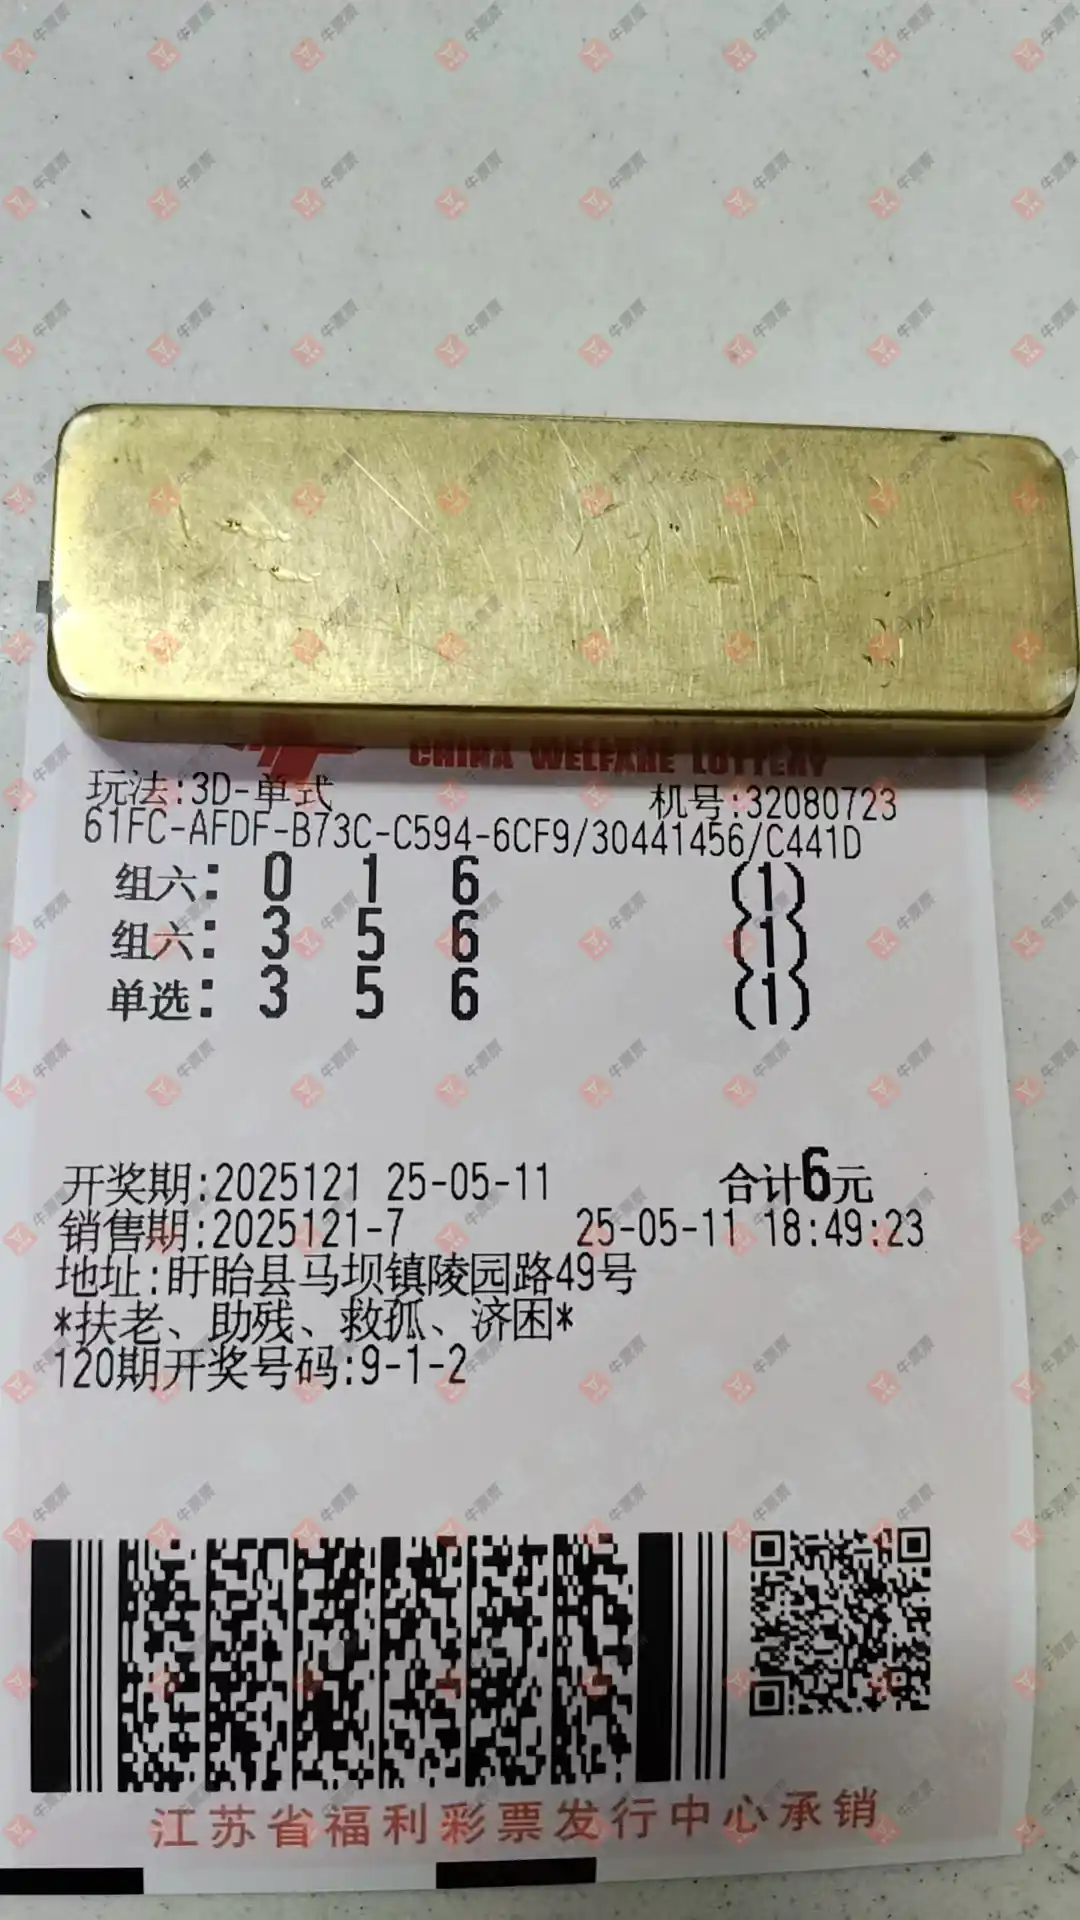 CHINA WELFARE LOTTERY
玩法:3D-单式 机号:32080723
61FC-AFDF-B73C-C594-6CF9/30441456/C441D
组六: 0 1 6 (1)
组六: 3 5 6 (1)
单选: 3 5 6 (1)
开奖期:2025121 25-05-11 合计6元
销售期:2025121-7 25-05-11 18:49:23
地址:盱眙县马坝镇陵园路49号
*扶老、助残、救孤、济困*
120期开奖号码:9-1-2
江苏省福利彩票发行中心承销
牛票票